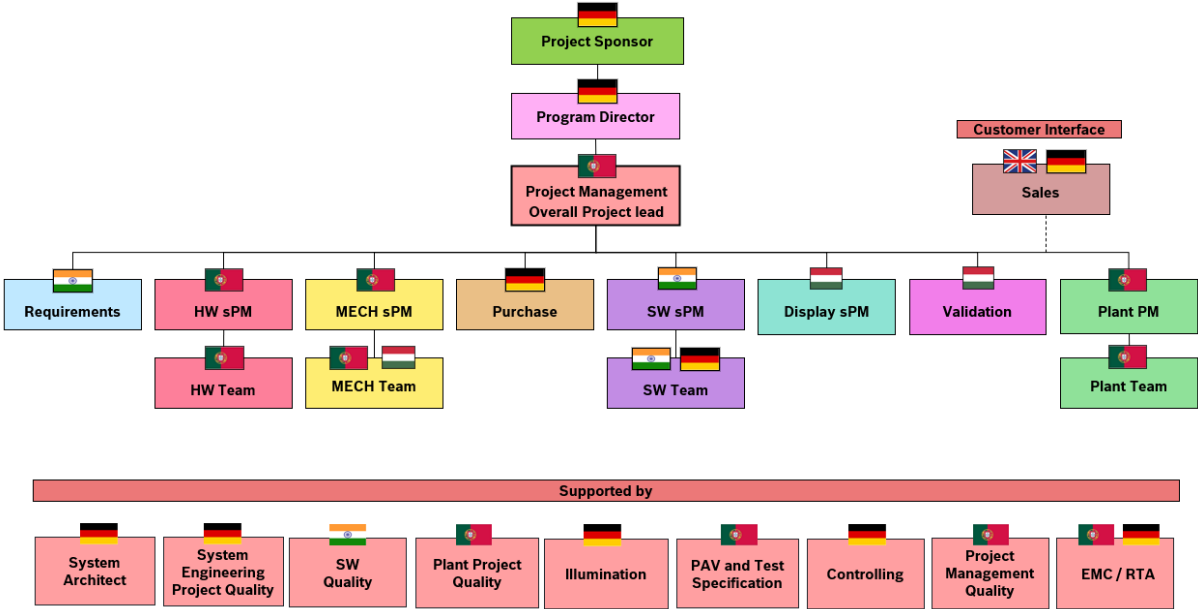 Project Sponsor
Program Director
Customer Interface
Project Management
Overall Project lead
Sales
Requirements
HW sPM
MECH sPM
Purchase
SW sPM
Display sPM
Validation
Plant PM
HW Team
MECH Team
SW Team
Plant Team
Supported by
System
Architect
System
Engineering
Project Quality
SW
Quality
Plant Project
Quality
Illumination
PAV and Test
Specification
Controlling
Project
Management
Quality
EMC / RTA